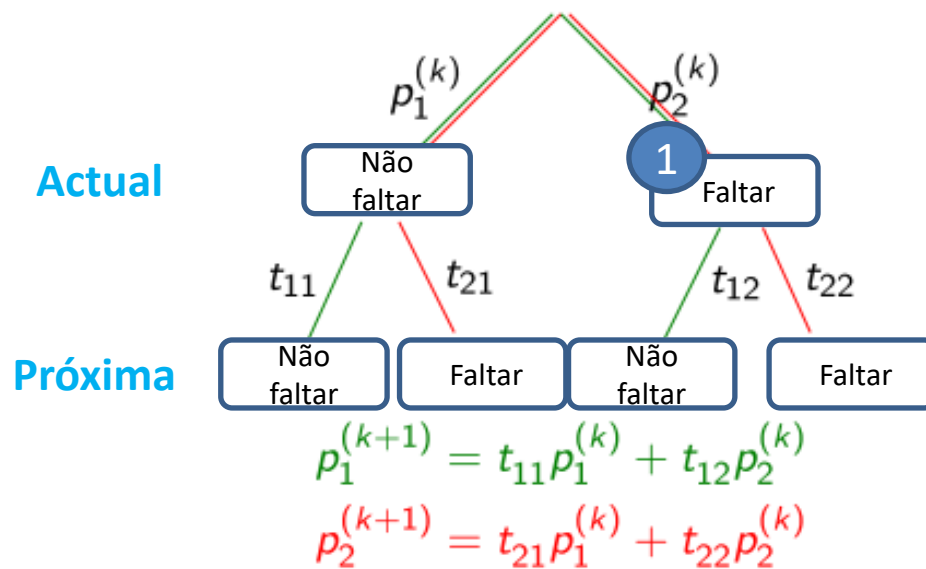 p₁⁽ᵏ⁾ p₂⁽ᵏ⁾
1
Actual
Não
faltar
Faltar
t₁₁ t₂₁ t₁₂ t₂₂
Próxima
Não
faltar
Faltar
Não
faltar
Faltar
p₁⁽ᵏ⁺¹⁾ = t₁₁p₁⁽ᵏ⁾ + t₁₂p₂⁽ᵏ⁾
p₂⁽ᵏ⁺¹⁾ = t₂₁p₁⁽ᵏ⁾ + t₂₂p₂⁽ᵏ⁾